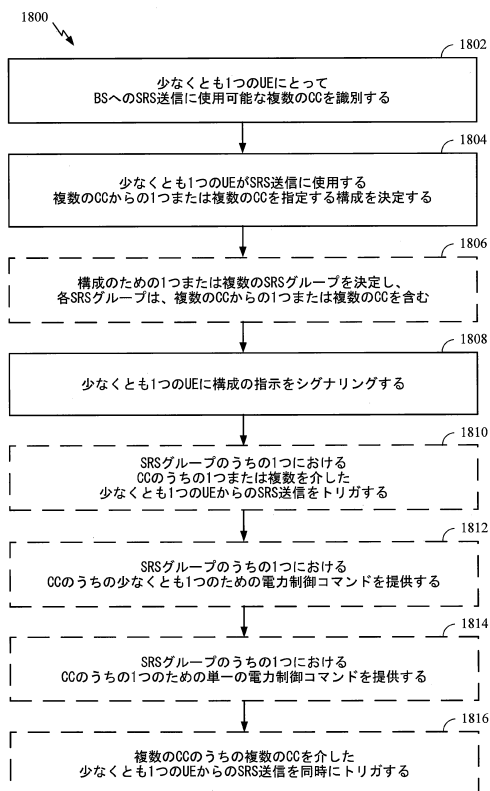 1800
1802
少なくとも1つのUEにとって
BSへのSRS送信に使用可能な複数のCCを識別する
1804
少なくとも1つのUEがSRS送信に使用する
複数のCCからの1つまたは複数のCCを指定する構成を決定する
1806
構成のための1つまたは複数のSRSグループを決定し、
各SRSグループは、複数のCCからの1つまたは複数のCCを含む
1808
少なくとも1つのUEに構成の指示をシグナリングする
1810
SRSグループのうちの1つにおける
CCのうちの1つまたは複数を介した
少なくとも1つのUEからのSRS送信をトリガする
1812
SRSグループのうちの1つにおける
CCのうちの少なくとも1つのための電力制御コマンドを提供する
1814
SRSグループのうちの1つにおける
CCのうちの1つのための単一の電力制御コマンドを提供する
1816
複数のCCのうちの複数のCCを介した
少なくとも1つのUEからのSRS送信を同時にトリガする